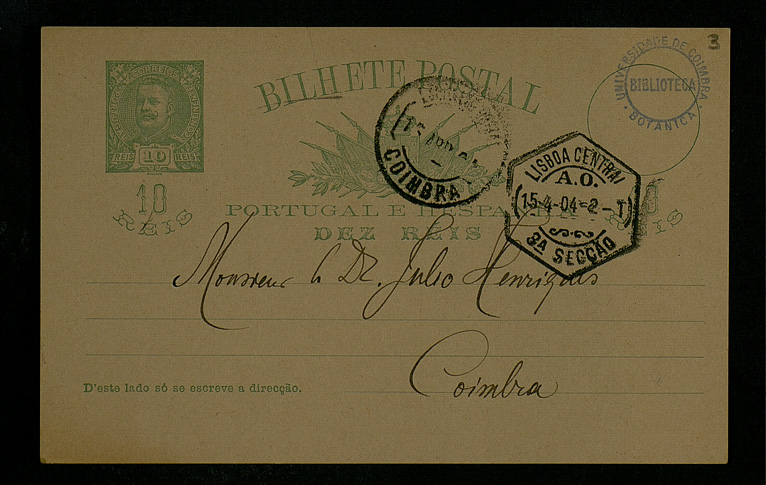 3
UNIVERSIDADE DE COIMBRA
BIBLIOTECA
BOTANICA
CORREIOS
REIS 10 REIS
BILHETE POSTAL
COIMBRA
LISBOA CENTRAL
A.O.
15-4-04=2-T
3A SECÇÃO
10
REIS
PORTUGAL E HESPANHA
DEZ REIS
REIS
Monsieur le Dr. Julio Henriques
Coimbra
D'este lado só se escreve a direcção.